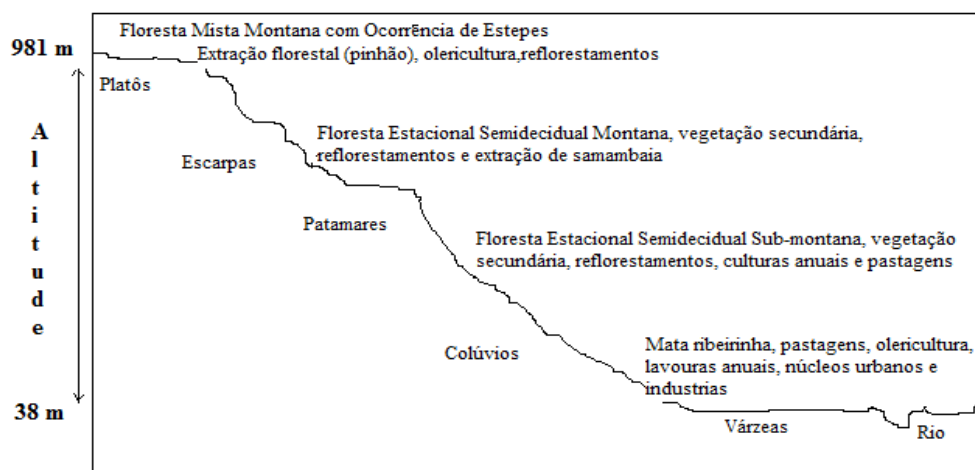 Floresta Mista Montana com Ocorrência de Estepes
981 m
Extração florestal (pinhão), olericultura,reflorestamentos
Platôs
Altitude
Floresta Estacional Semidecidual Montana, vegetação secundária,
reflorestamentos e extração de samambaia
Escarpas
Patamares
Floresta Estacional Semidecidual Sub-montana, vegetação
secundária, reflorestamentos, culturas anuais e pastagens
Colúvios
Mata ribeirinha, pastagens, olericultura,
lavouras anuais, núcleos urbanos e
industrias
38 m
Várzeas
Rio